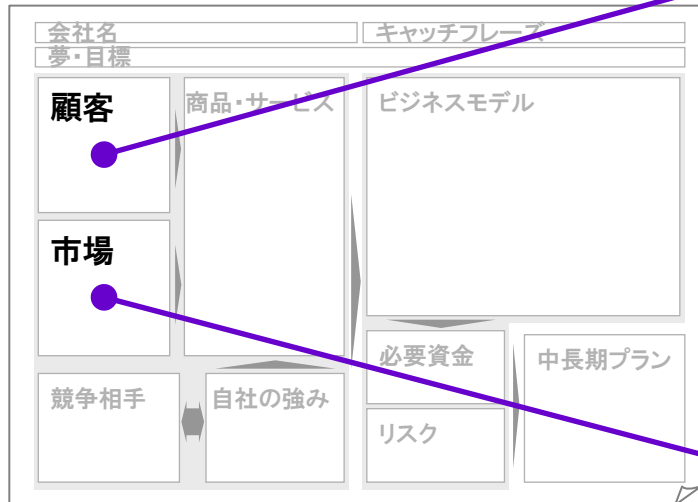 会社名
キャッチフレーズ
夢・目標
顧客
商品・サービス
ビジネスモデル
市場
必要資金
中長期プラン
競争相手
自社の強み
リスク